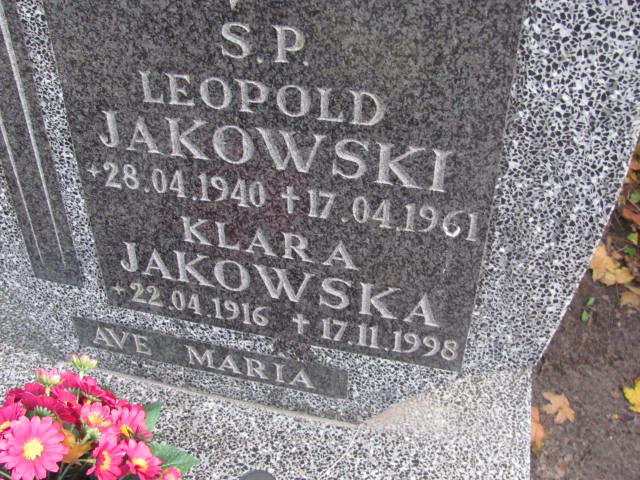 S.P.
LEOPOLD
JAKOWSKI
+28.04.1940 †17.04.1961
KLARA
JAKOWSKA
+22.04.1916 †17.11.1998
AVE MARIA